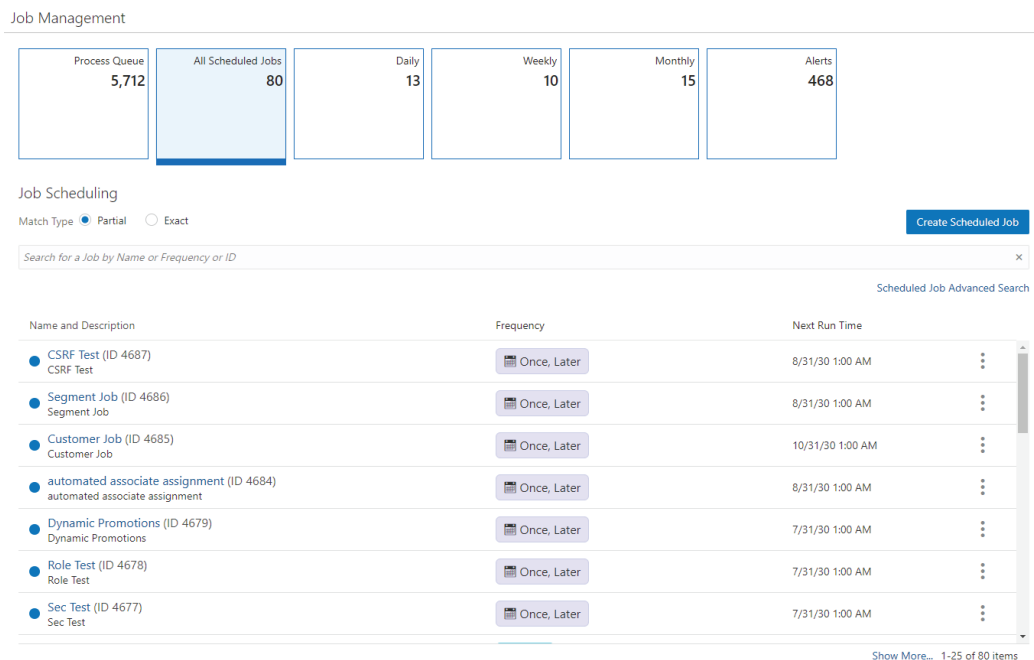 Job Management
Process Queue
5,712
All Scheduled Jobs
80
Daily
13
Weekly
10
Monthly
15
Alerts
468
Job Scheduling
Match Type Partial Exact
Create Scheduled Job
Search for a Job by Name or Frequency or ID
Scheduled Job Advanced Search
Name and Description Frequency Next Run Time
CSRF Test (ID 4687)
CSRF Test
Once, Later
8/31/30 1:00 AM
Segment Job (ID 4686)
Segment Job
Once, Later
8/31/30 1:00 AM
Customer Job (ID 4685)
Customer Job
Once, Later
10/31/30 1:00 AM
automated associate assignment (ID 4684)
automated associate assignment
Once, Later
8/31/30 1:00 AM
Dynamic Promotions (ID 4679)
Dynamic Promotions
Once, Later
7/31/30 1:00 AM
Role Test (ID 4678)
Role Test
Once, Later
7/31/30 1:00 AM
Sec Test (ID 4677)
Sec Test
Once, Later
7/31/30 1:00 AM
Show More... 1-25 of 80 items